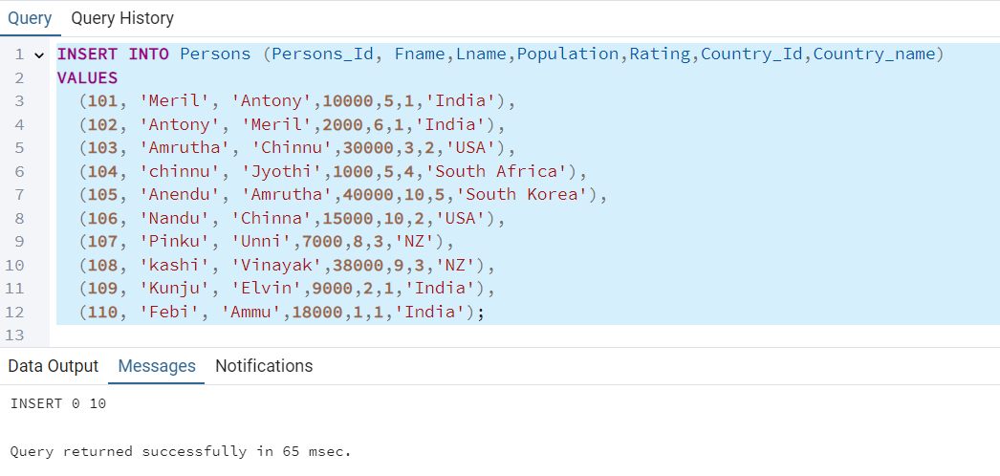 Query Query History
1 INSERT INTO Persons (Persons_Id, Fname,Lname,Population,Rating,Country_Id,Country_name)
2 VALUES
3 (101, 'Meril', 'Antony',10000,5,1,'India'),
4 (102, 'Antony', 'Meril',2000,6,1,'India'),
5 (103, 'Amrutha', 'Chinnu',30000,3,2,'USA'),
6 (104, 'chinnu', 'Jyothi',1000,5,4,'South Africa'),
7 (105, 'Anendu', 'Amrutha',40000,10,5,'South Korea'),
8 (106, 'Nandu', 'Chinna',15000,10,2,'USA'),
9 (107, 'Pinku', 'Unni',7000,8,3,'NZ'),
10 (108, 'kashi', 'Vinayak',38000,9,3,'NZ'),
11 (109, 'Kunju', 'Elvin',9000,2,1,'India'),
12 (110, 'Febi', 'Ammu',18000,1,1,'India');
13
Data Output Messages Notifications
INSERT 0 10
Query returned successfully in 65 msec.